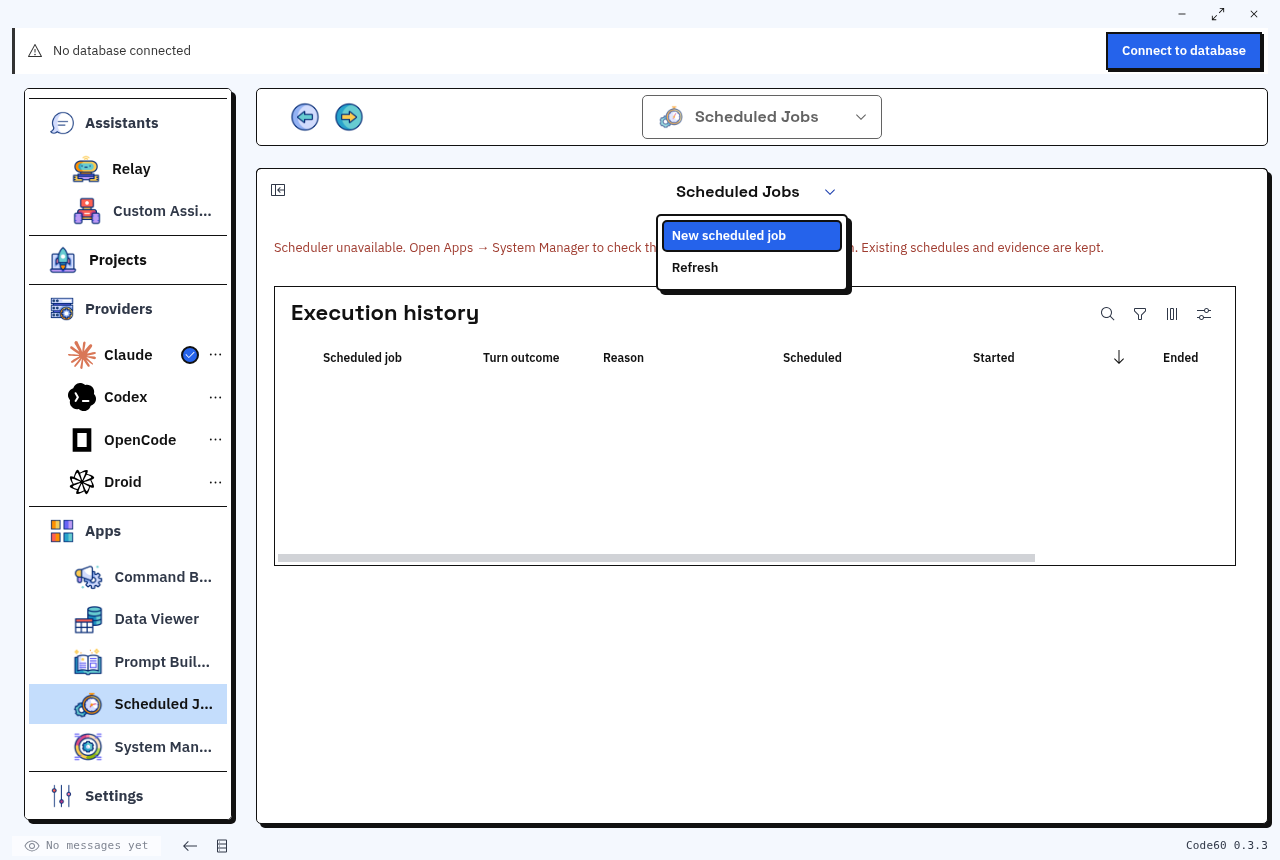 No database connected
Connect to database
Assistants
Relay
Custom Assi...
Projects
Providers
Claude
Codex
OpenCode
Droid
Apps
Command B...
Data Viewer
Prompt Buil...
Scheduled J...
System Man...
Settings
Scheduled Jobs
Scheduled Jobs
New scheduled job
Refresh
Scheduler unavailable. Open Apps → System Manager to check th
. Existing schedules and evidence are kept.
Execution history
Scheduled job Turn outcome Reason Scheduled Started Ended
No messages yet
Code60 0.3.3